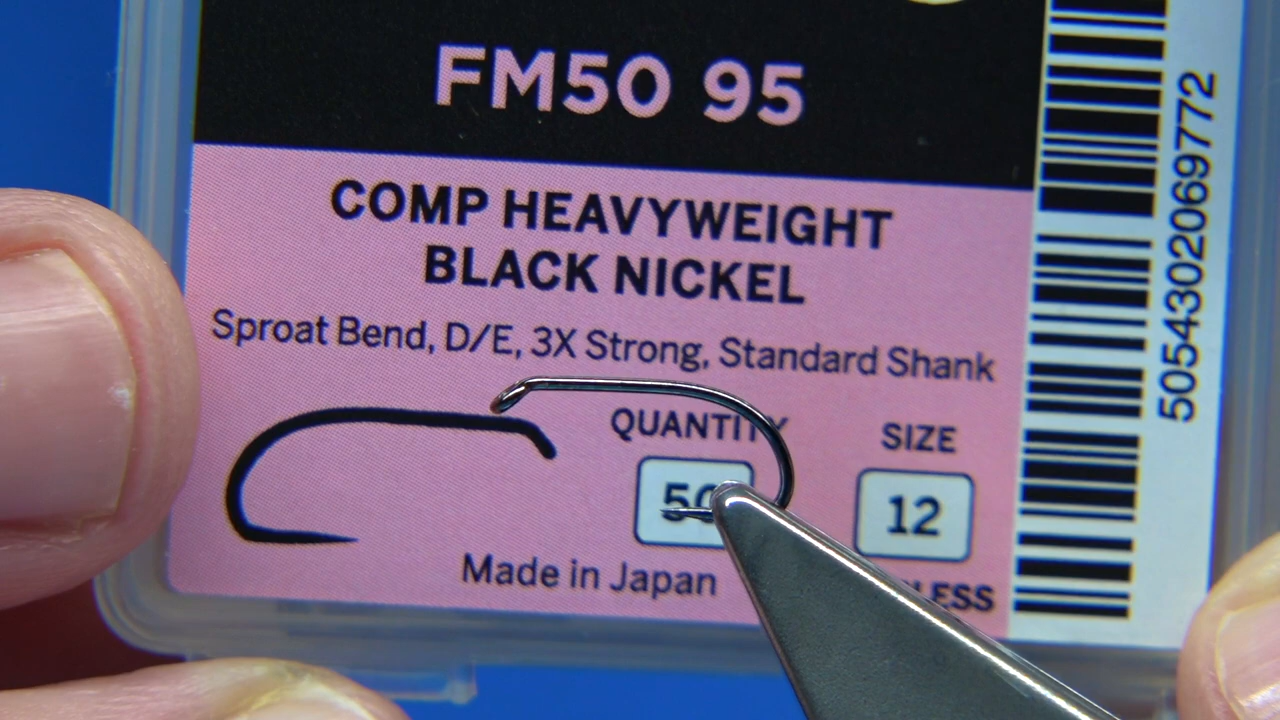 FM50 95
COMP HEAVYWEIGHT
BLACK NICKEL
Sproat Bend, D/E, 3X Strong, Standard Shank
QUANTITY SIZE
50 12
Made in Japan
5054302069772